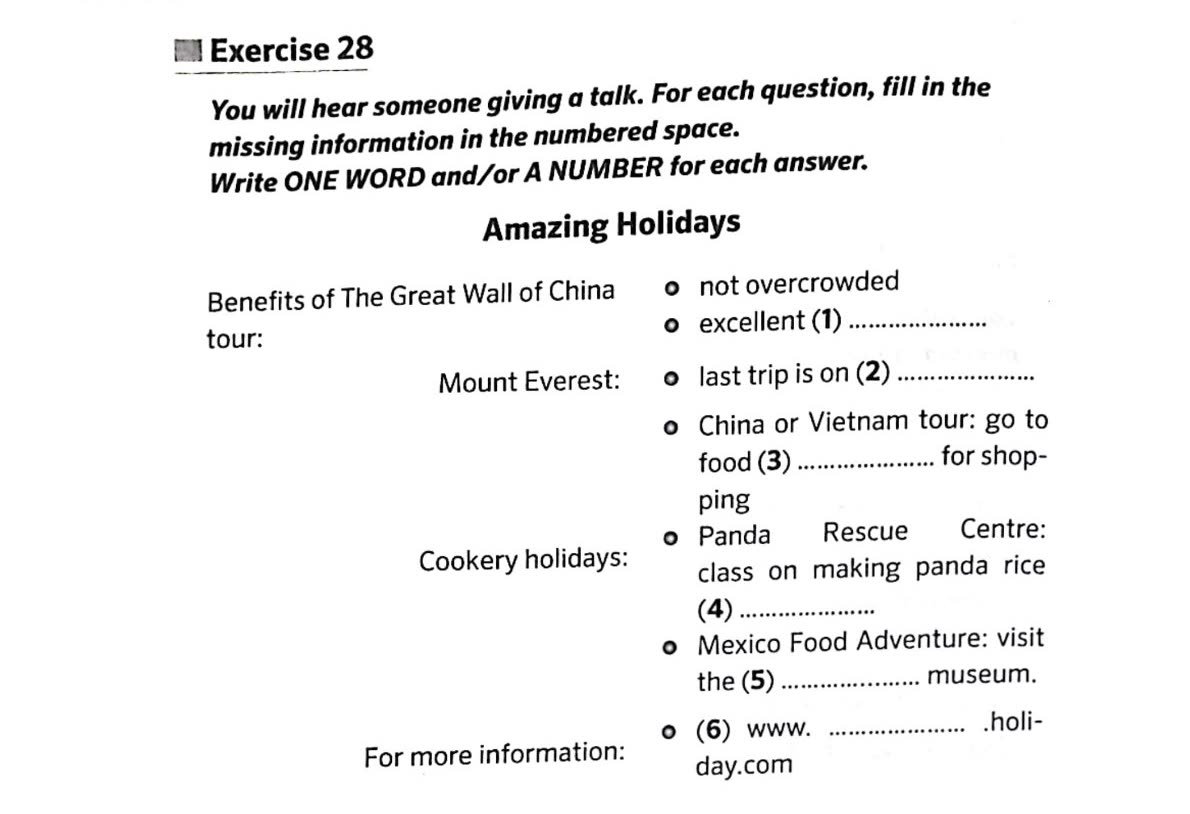 Exercise 28
You will hear someone giving a talk. For each question, fill in the
missing information in the numbered space.
Write ONE WORD and/or A NUMBER for each answer.
Amazing Holidays
Benefits of The Great Wall of China
tour:
not overcrowded
excellent (1) ......................
Mount Everest:
last trip is on (2) ......................
Cookery holidays:
China or Vietnam tour: go to
food (3) ...................... for shop-
ping
Panda Rescue Centre:
class on making panda rice
(4) ......................
Mexico Food Adventure: visit
the (5) ...................... museum.
For more information:
(6) www. ...................... .holi-
day.com